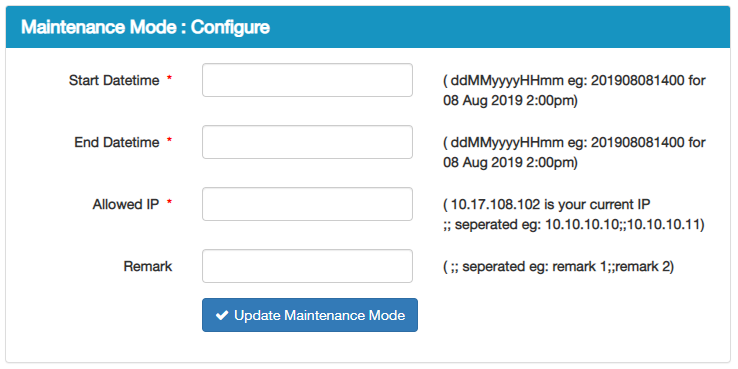 Maintenance Mode : Configure
Start Datetime *
( ddMMyyyyHHmm eg: 201908081400 for
08 Aug 2019 2:00pm)
End Datetime *
( ddMMyyyyHHmm eg: 201908081400 for
08 Aug 2019 2:00pm)
Allowed IP *
( 10.17.108.102 is your current IP
;; seperated eg: 10.10.10.10;;10.10.10.11)
Remark
( ;; seperated eg: remark 1;;remark 2)
Update Maintenance Mode